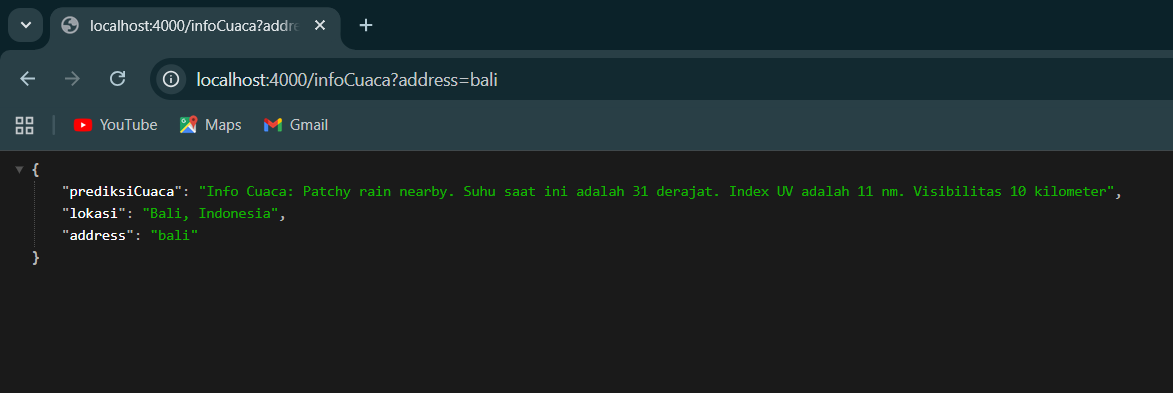 localhost:4000/infoCuaca?addre
localhost:4000/infoCuaca?address=bali
YouTube Maps Gmail
{
"prediksiCuaca": "Info Cuaca: Patchy rain nearby. Suhu saat ini adalah 31 derajat. Index UV adalah 11 nm. Visibilitas 10 kilometer",
"lokasi": "Bali, Indonesia",
"address": "bali"
}